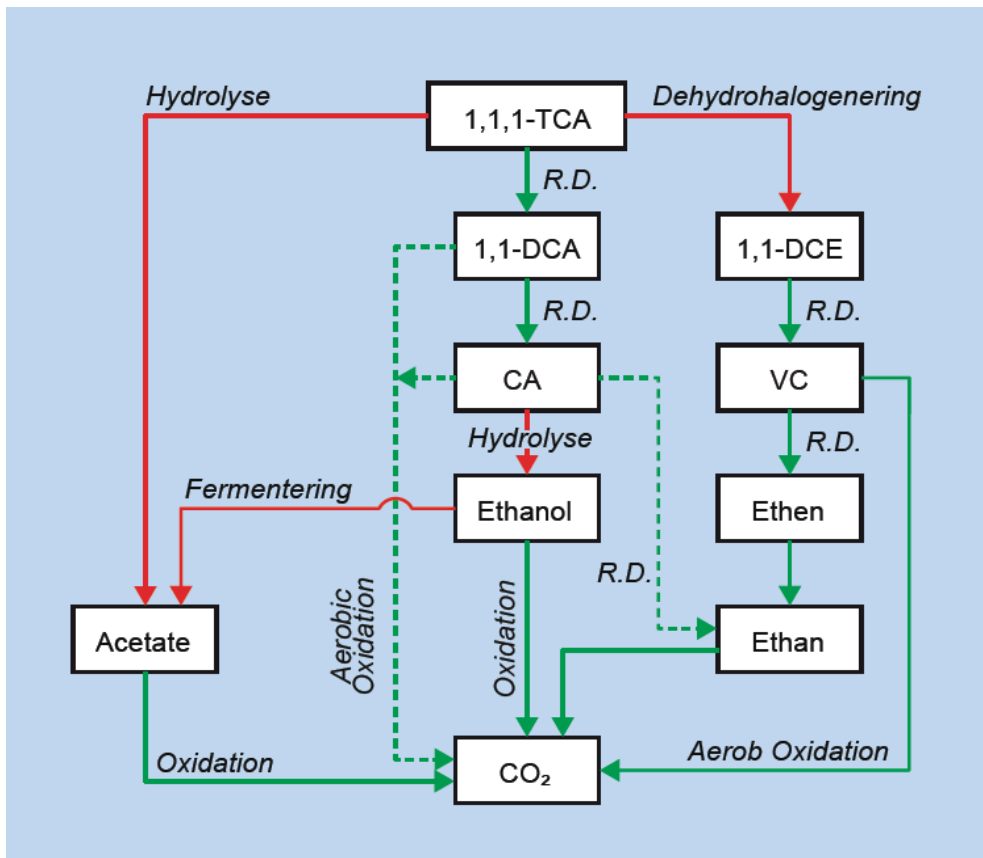 Hydrolyse
Dehydrohalogenering
1,1,1-TCA
R.D.
1,1-DCA
1,1-DCE
R.D.
R.D.
CA
VC
Hydrolyse
R.D.
Fermentering
Ethanol
Ethen
R.D.
Aerobic
Oxidation
Oxidation
Acetate
Ethan
Oxidation
CO₂
Aerob Oxidation